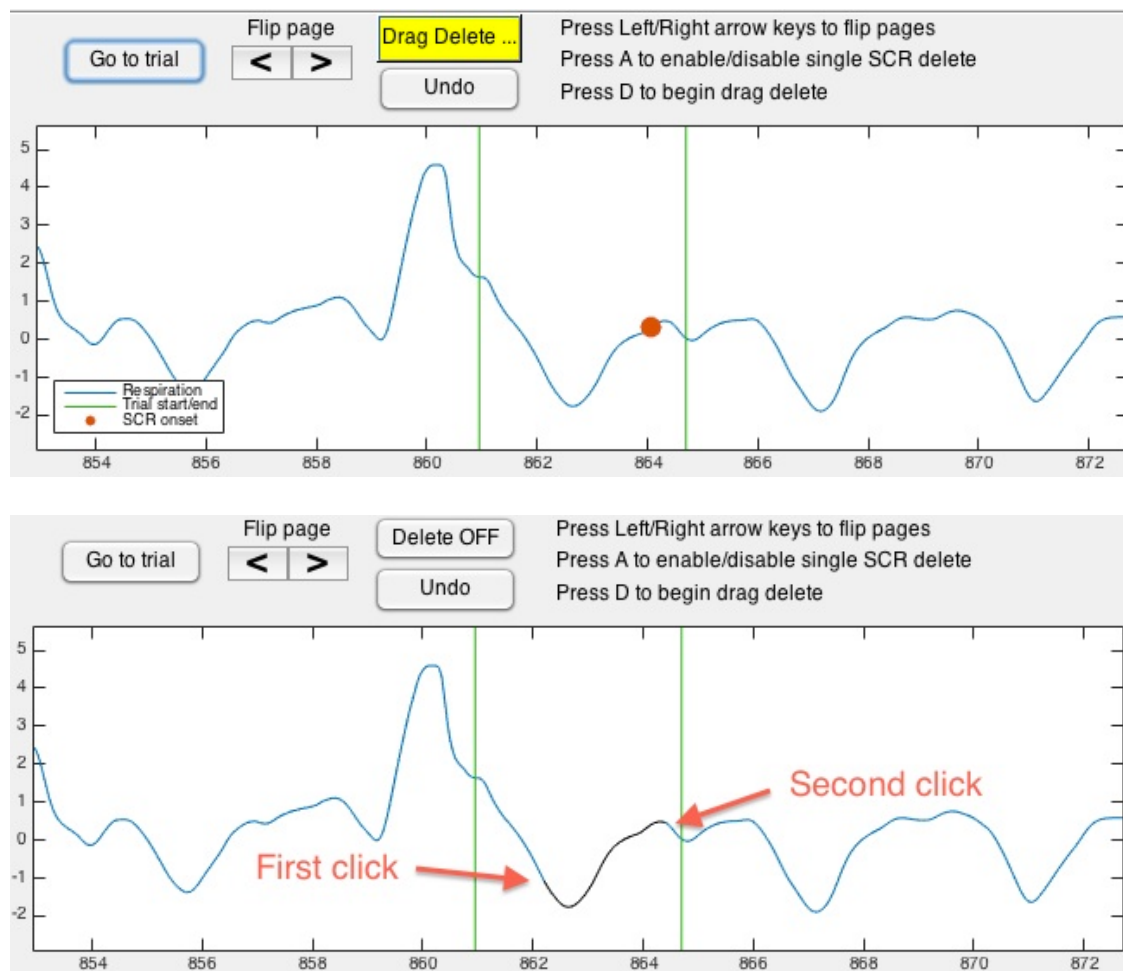 Flip page
Drag Delete ...
Press Left/Right arrow keys to flip pages
Go to trial
< >
Press A to enable/disable single SCR delete
Undo
Press D to begin drag delete
5
4
3
2
1
0
-1
-2
Respiration
Trial start/end
SCR onset
854 856 858 860 862 864 866 868 870 872
Flip page
Delete OFF
Press Left/Right arrow keys to flip pages
Go to trial
< >
Press A to enable/disable single SCR delete
Undo
Press D to begin drag delete
5
4
3
2
1
0
-1
-2
Second click
First click
854 856 858 860 862 864 866 868 870 872